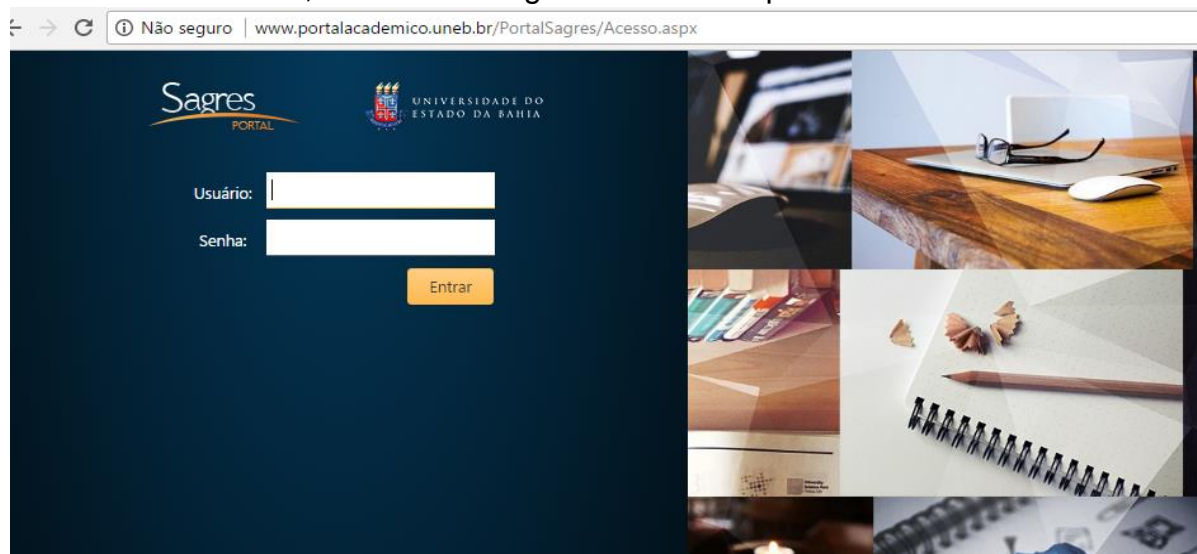 Não seguro | www.portalacademico.uneb.br/PortalSagres/Acesso.aspx
Sagres
PORTAL
UNIVERSIDADE DO
ESTADO DA BAHIA
Usuário:
Senha:
Entrar